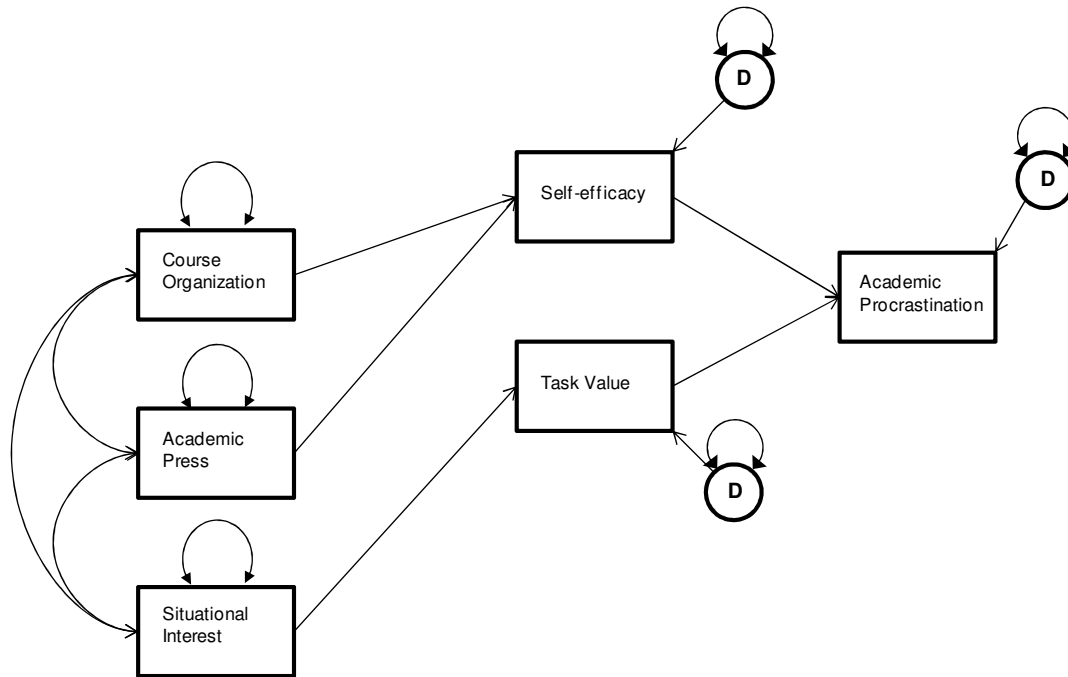 D
D
Self-efficacy
Course
Organization
Academic
Procrastination
Task Value
Academic
Press
D
Situational
Interest